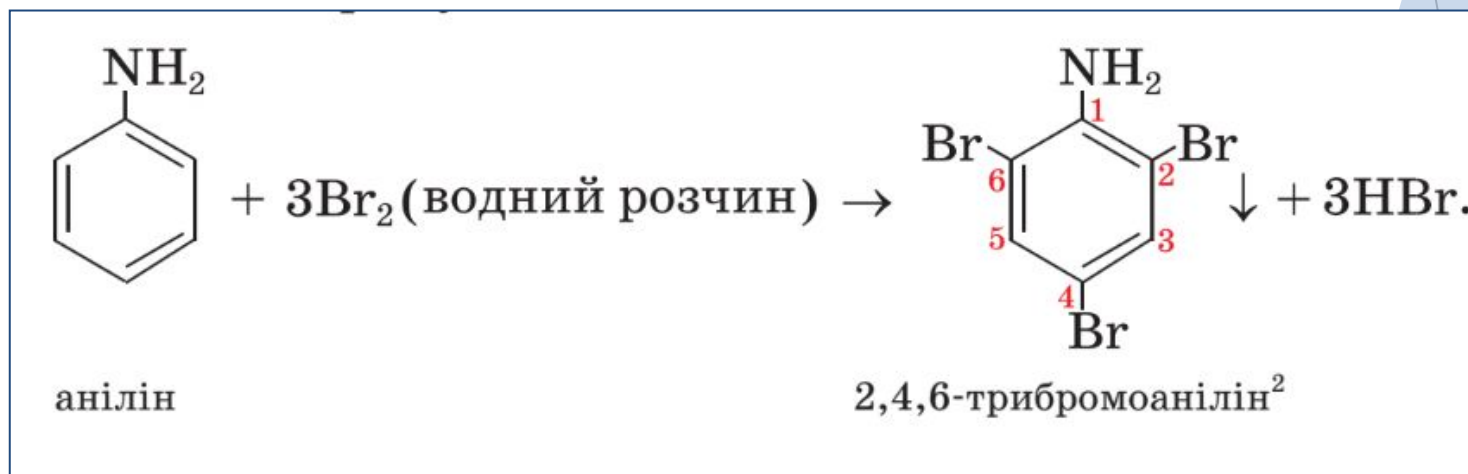 NH₂
NH₂
1
Br
Br
6
2
+ 3Br₂(водний розчин) → ↓ + 3HBr.
5
3
4
Br
анілін
2,4,6-трибромоанілін²